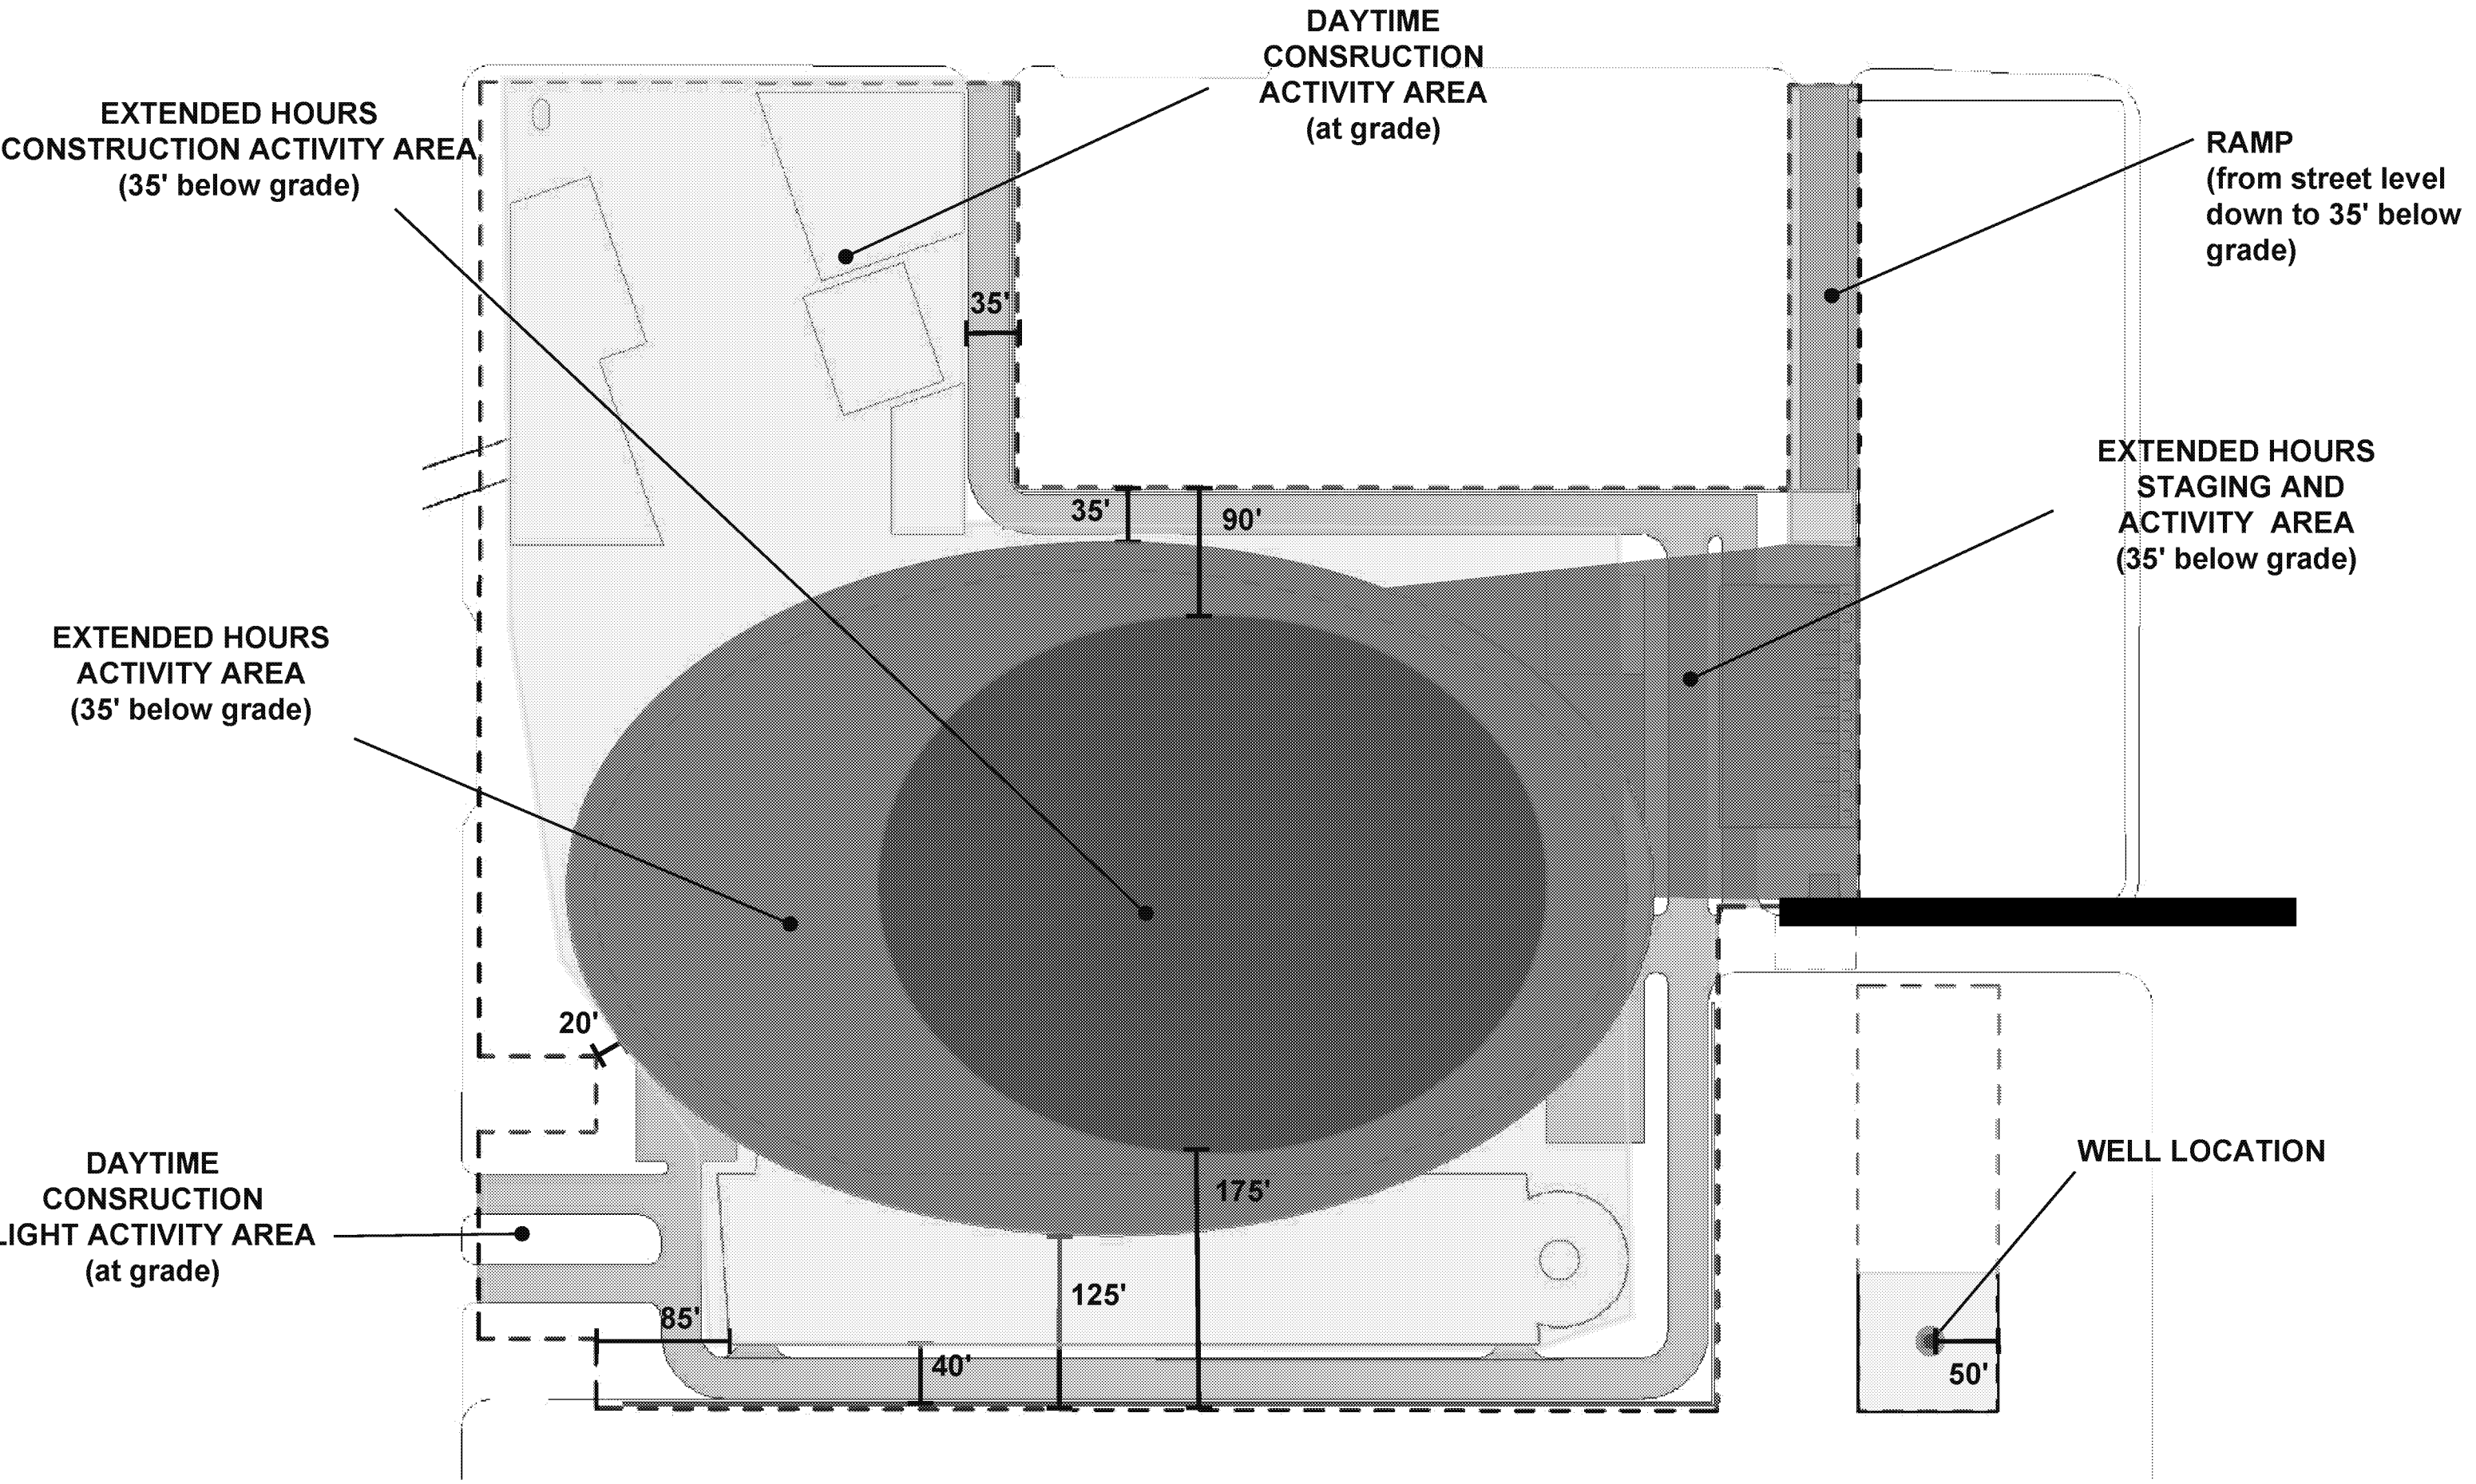 DAYTIME
CONSRUCTION
ACTIVITY AREA
(at grade)
EXTENDED HOURS
CONSTRUCTION ACTIVITY AREA
(35' below grade)
RAMP
(from street level
down to 35' below
grade)
35'
EXTENDED HOURS
STAGING AND
ACTIVITY AREA
(35' below grade)
35'
90'
EXTENDED HOURS
ACTIVITY AREA
(35' below grade)
20'
DAYTIME
CONSRUCTION
LIGHT ACTIVITY AREA
(at grade)
WELL LOCATION
175'
125'
85'
40'
50'